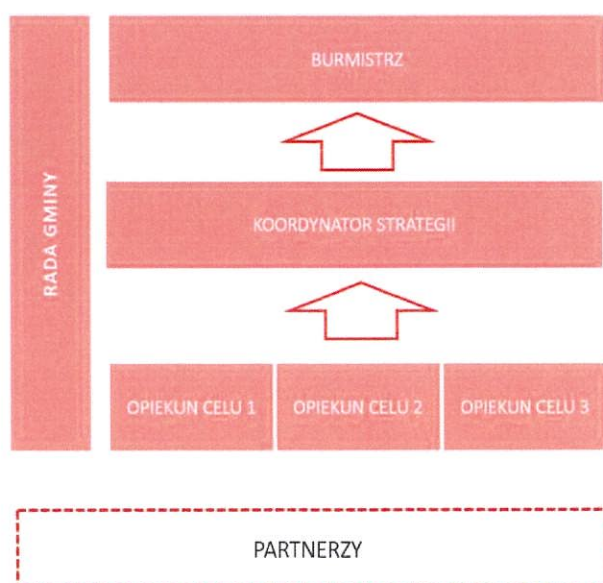 BURMISTRZ
RADA GMINY
KOORDYNATOR STRATEGII
OPIEKUN CELU 1
OPIEKUN CELU 2
OPIEKUN CELU 3
PARTNERZY